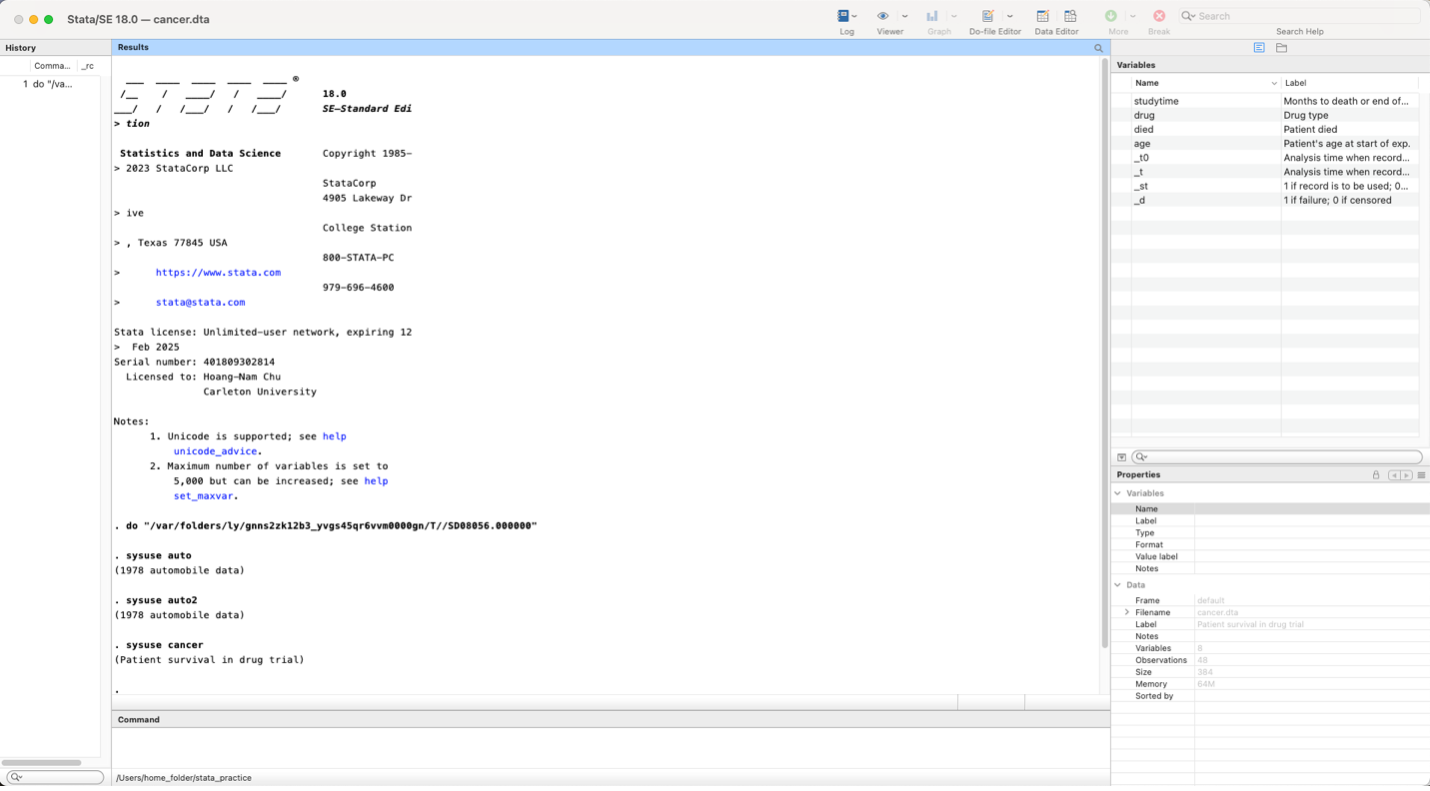 Stata/SE 18.0 — cancer.dta
Log
Viewer
Graph
Do-file Editor
Data Editor
More
Break
Search
Search Help
History
Comma... _rc
1 do "/va...
Results
®
18.0
SE—Standard Edi
> tion
Statistics and Data Science Copyright 1985-
> 2023 StataCorp LLC
StataCorp
4905 Lakeway Dr
> ive
College Station
> , Texas 77845 USA
800-STATA-PC
> https://www.stata.com
979-696-4600
> stata@stata.com
Stata license: Unlimited-user network, expiring 12
> Feb 2025
Serial number: 401809302814
Licensed to: Hoang-Nam Chu
Carleton University
Notes:
1. Unicode is supported; see help
unicode_advice.
2. Maximum number of variables is set to
5,000 but can be increased; see help
set_maxvar.
. do "/var/folders/ly/gnns2zk12b3_yvgs45qr6vvm0000gn/T//SD08056.000000"
. sysuse auto
(1978 automobile data)
. sysuse auto2
(1978 automobile data)
. sysuse cancer
(Patient survival in drug trial)
.
Command
/Users/home_folder/stata_practice
Variables
Name Label
studytime Months to death or end of...
drug Drug type
died Patient died
age Patient's age at start of exp.
_t0 Analysis time when record...
_t Analysis time when record...
_st 1 if record is to be used; 0...
_d 1 if failure; 0 if censored
Properties
Variables
Name
Label
Type
Format
Value label
Notes
Data
Frame default
Filename cancer.dta
Label Patient survival in drug trial
Notes
Variables 8
Observations 48
Size 384
Memory 64M
Sorted by